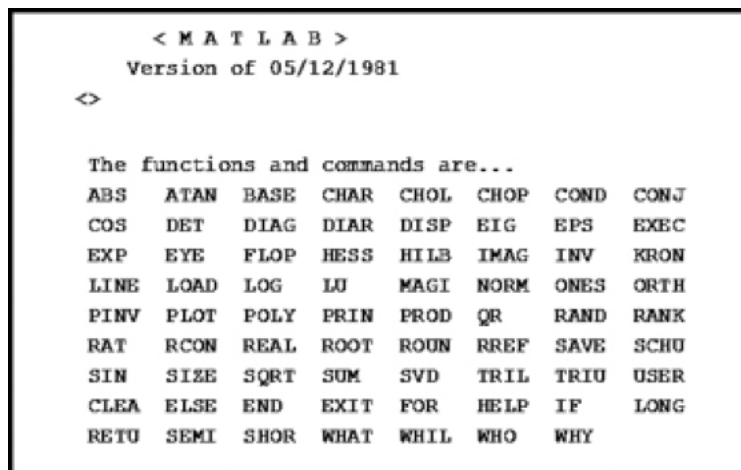 < M A T L A B >
Version of 05/12/1981
<>
The functions and commands are...
ABS ATAN BASE CHAR CHOL CHOP COND CONJ
COS DET DIAG DIAR DISP EIG EPS EXEC
EXP EYE FLOP HESS HILB IMAG INV KRON
LINE LOAD LOG LU MAGI NORM ONES ORTH
PINV PLOT POLY PRIN PROD QR RAND RANK
RAT RCON REAL ROOT ROUN RREF SAVE SCHU
SIN SIZE SQRT SUM SVD TRIL TRIU USER
CLEA ELSE END EXIT FOR HELP IF LONG
RETU SEMI SHOR WHAT WHIL WHO WHY